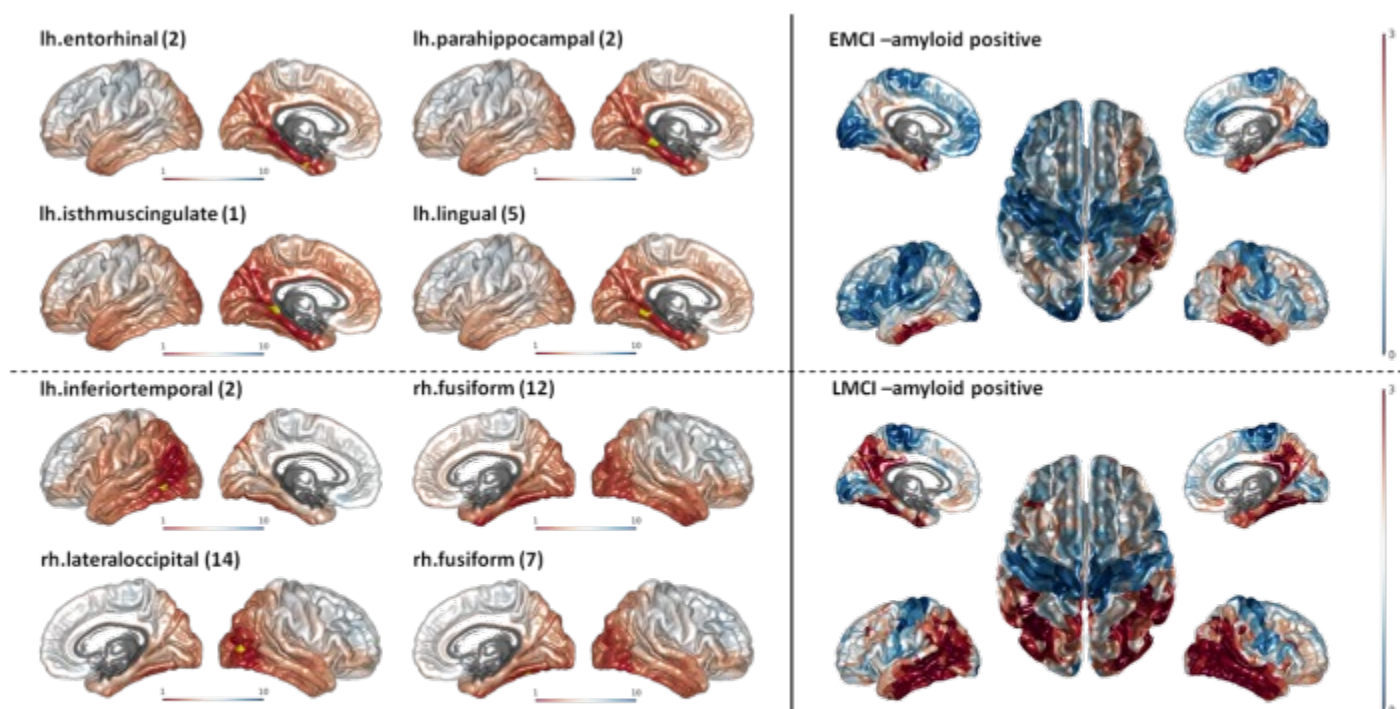 lh.entorhinal (2)
lh.parahippocampal (2)
EMCI –amyloid positive
3
1 10
1 10
lh.isthmuscingulate (1)
lh.lingual (5)
1 10
1 10
0
lh.inferiortemporal (2)
rh.fusiform (12)
LMCI –amyloid positive
3
1 10
1 10
rh.lateraloccipital (14)
rh.fusiform (7)
1 10
1 10